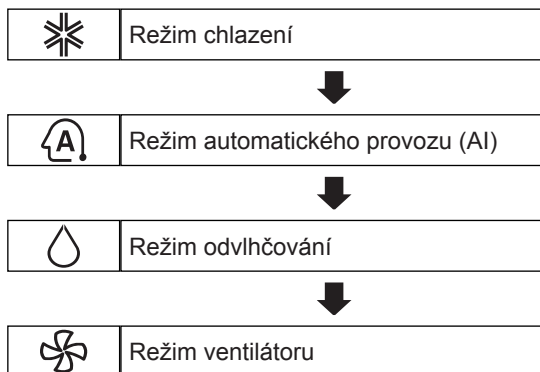 Režim chlazení
A
Režim automatického provozu (AI)
Režim odvlhčování
Režim ventilátoru